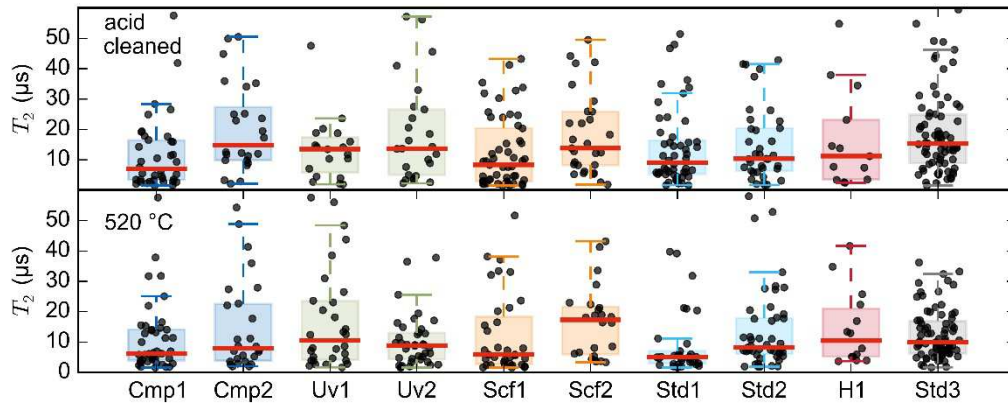 acid
cleaned
T₂ (µs)
50
40
30
20
10
520 °C
T₂ (µs)
50
40
30
20
10
0
Cmp1 Cmp2 Uv1 Uv2 Scf1 Scf2 Std1 Std2 H1 Std3